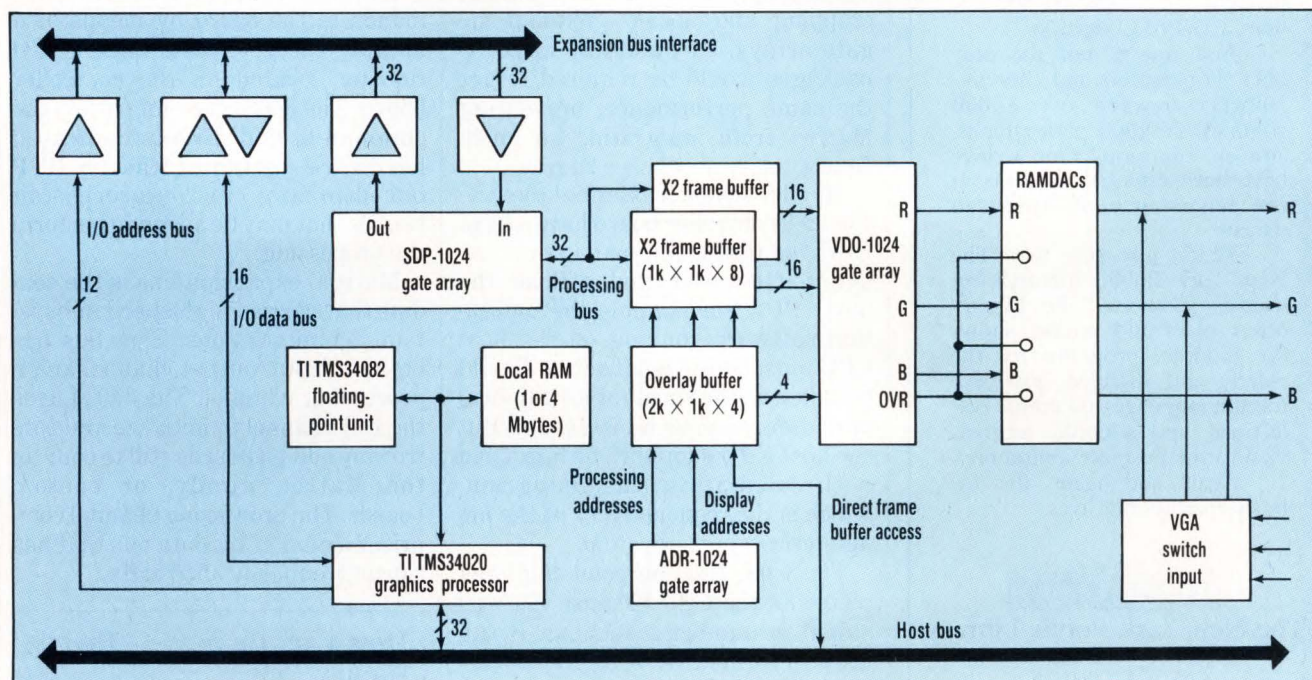 Expansion bus interface
32
32
I/O address bus
12
16
I/O data bus
Out
In
SDP-1024
gate array
32
Processing
bus
X2 frame buffer
X2 frame buffer
(1k × 1k × 8)
16
16
VDO-1024
gate array
R
G
B
OVR
RAMDACs
R
G
B
R
G
B
TI TMS34082
floating-
point unit
Local RAM
(1 or 4
Mbytes)
Overlay buffer
(2k × 1k × 4)
4
Processing
addresses
Display
addresses
Direct frame
buffer access
VGA
switch
input
TI TMS34020
graphics processor
ADR-1024
gate array
32
Host bus